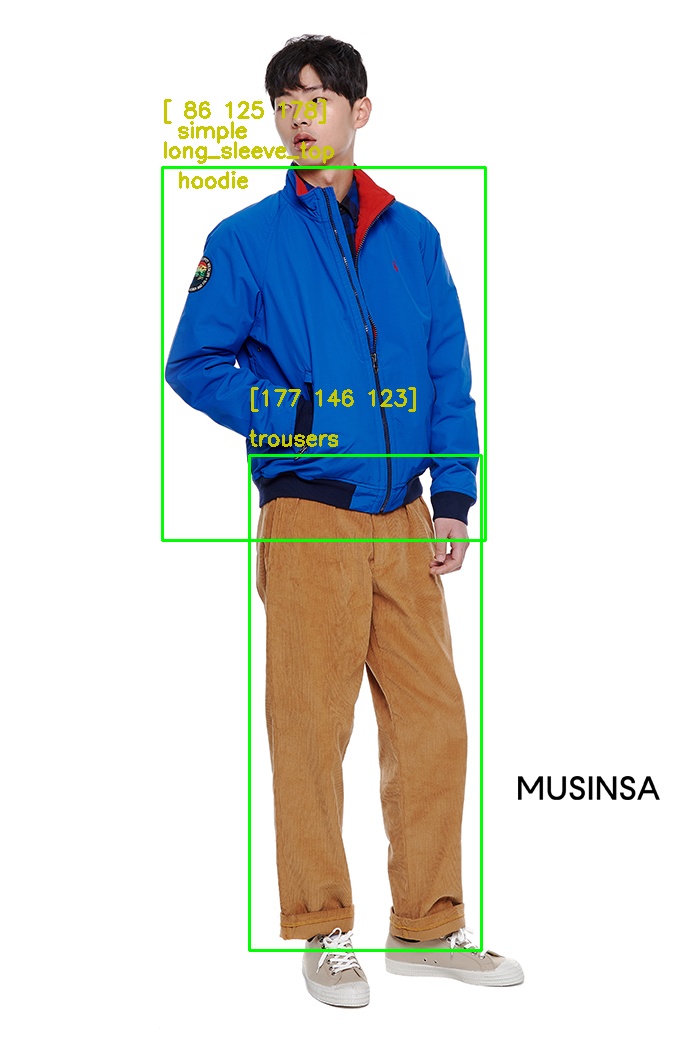 [ 86 125 178]
simple
long_sleeve_top
hoodie
[177 146 123]
trousers
MUSINSA